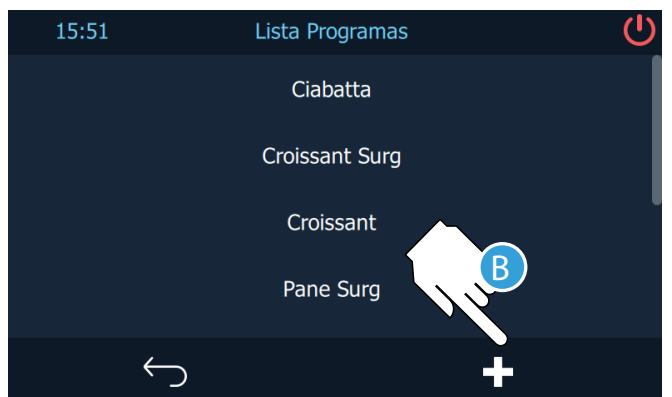 15:51 Lista Programas
Ciabatta
Croissant Surg
Croissant
B
Pane Surg